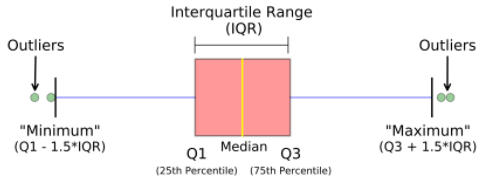 Interquartile Range
(IQR)
Outliers
Outliers
"Minimum"
(Q1 - 1.5*IQR)
Q1
(25th Percentile)
Median
Q3
(75th Percentile)
"Maximum"
(Q3 + 1.5*IQR)